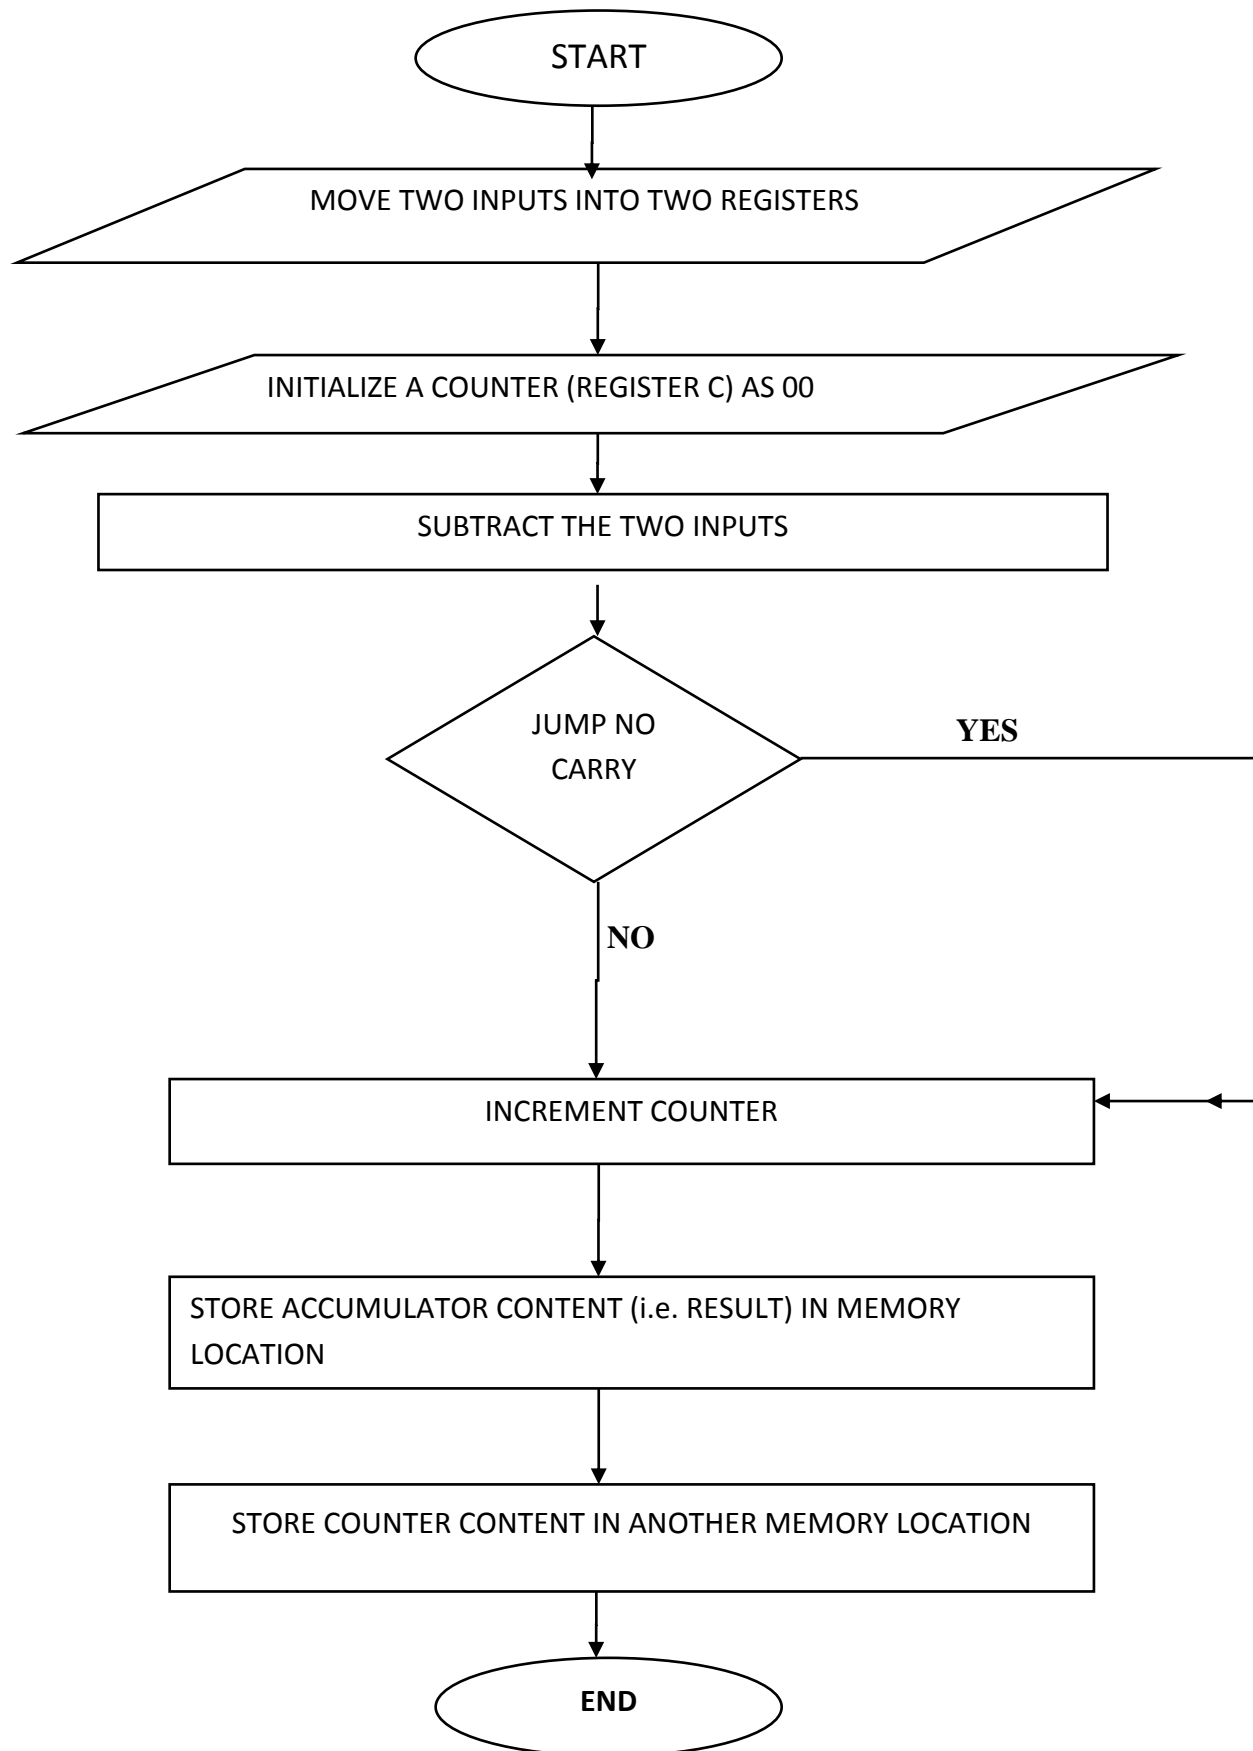 START
MOVE TWO INPUTS INTO TWO REGISTERS
INITIALIZE A COUNTER (REGISTER C) AS 00
SUBTRACT THE TWO INPUTS
JUMP NO
CARRY
YES
NO
INCREMENT COUNTER
STORE ACCUMULATOR CONTENT (i.e. RESULT) IN MEMORY
LOCATION
STORE COUNTER CONTENT IN ANOTHER MEMORY LOCATION
END